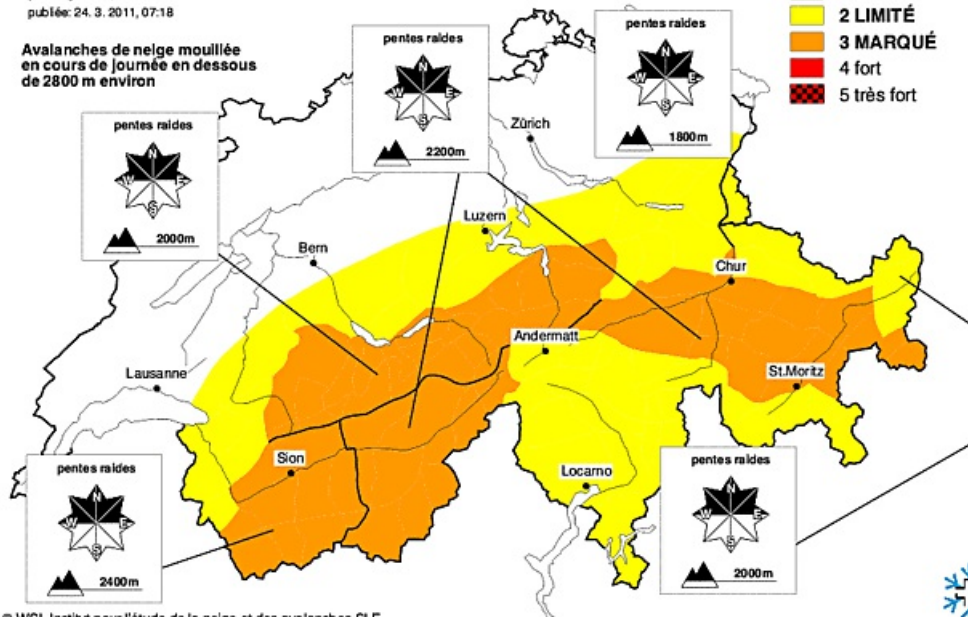 publiée: 24. 3. 2011, 07:18
Avalanches de neige mouillée
en cours de journée en dessous
de 2800 m environ
2 LIMITÉ
3 MARQUÉ
4 fort
5 très fort
pentes raides
N
W E
S
2000m
pentes raides
N
W E
S
2200m
pentes raides
N
W E
S
1800m
Zürich
Luzern
Bern
Chur
Andermatt
Lausanne
St.Moritz
Sion
Locarno
pentes raides
N
W E
S
2400m
pentes raides
N
W E
S
2000m